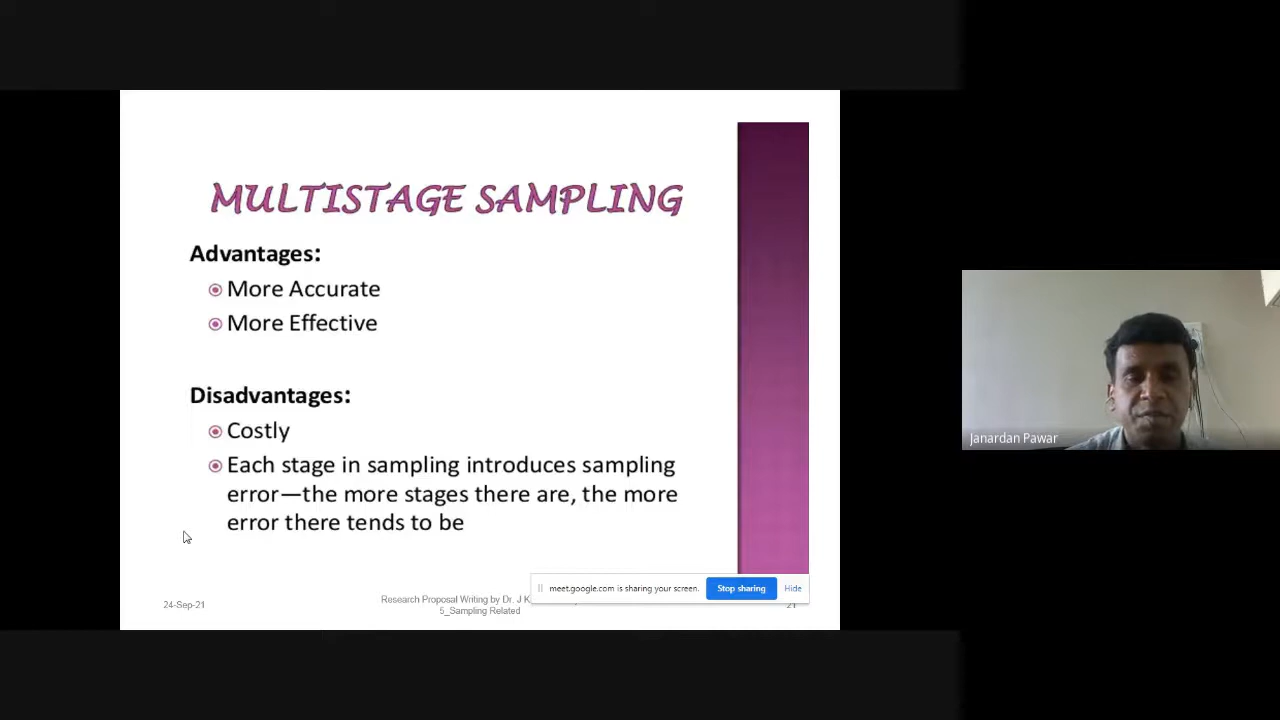 MULTISTAGE SAMPLING
Advantages:
More Accurate
More Effective
Disadvantages:
Costly
Each stage in sampling introduces sampling
error—the more stages there are, the more
error there tends to be
meet.google.com is sharing your screen.
Stop sharing
Hide
24-Sep-21
Research Proposal Writing by Dr. J K
5_Sampling Related
21
Janardan Pawar